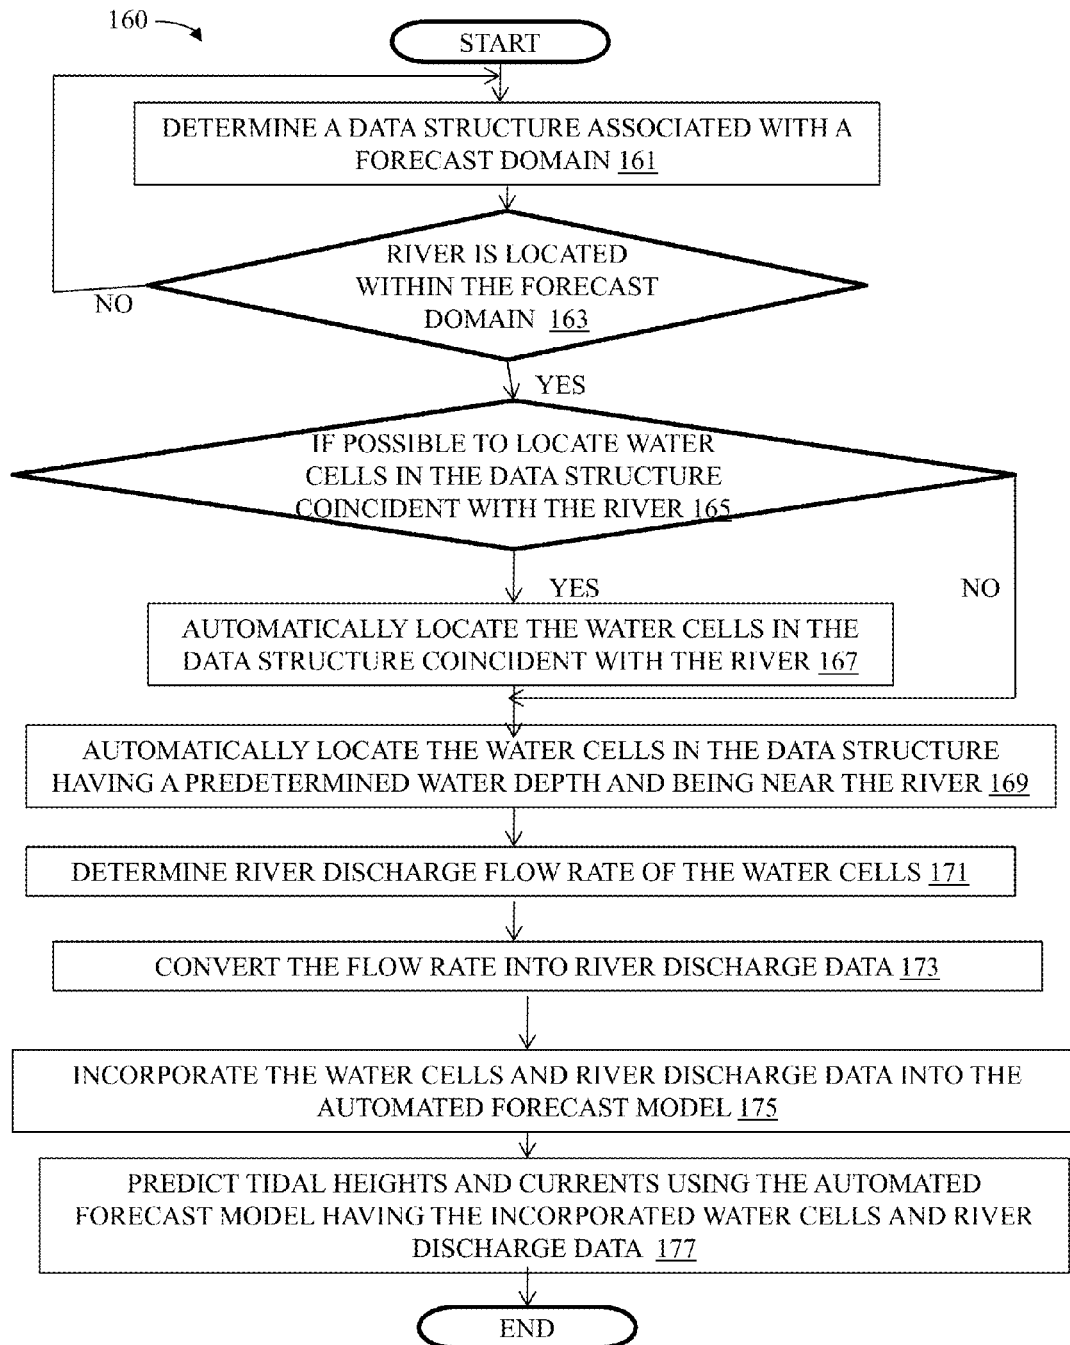 160
START
DETERMINE A DATA STRUCTURE ASSOCIATED WITH A
FORECAST DOMAIN 161
RIVER IS LOCATED
WITHIN THE FORECAST
DOMAIN 163
NO
YES
IF POSSIBLE TO LOCATE WATER
CELLS IN THE DATA STRUCTURE
COINCIDENT WITH THE RIVER 165
YES
NO
AUTOMATICALLY LOCATE THE WATER CELLS IN THE
DATA STRUCTURE COINCIDENT WITH THE RIVER 167
AUTOMATICALLY LOCATE THE WATER CELLS IN THE DATA STRUCTURE
HAVING A PREDETERMINED WATER DEPTH AND BEING NEAR THE RIVER 169
DETERMINE RIVER DISCHARGE FLOW RATE OF THE WATER CELLS 171
CONVERT THE FLOW RATE INTO RIVER DISCHARGE DATA 173
INCORPORATE THE WATER CELLS AND RIVER DISCHARGE DATA INTO THE
AUTOMATED FORECAST MODEL 175
PREDICT TIDAL HEIGHTS AND CURRENTS USING THE AUTOMATED
FORECAST MODEL HAVING THE INCORPORATED WATER CELLS AND RIVER
DISCHARGE DATA 177
END